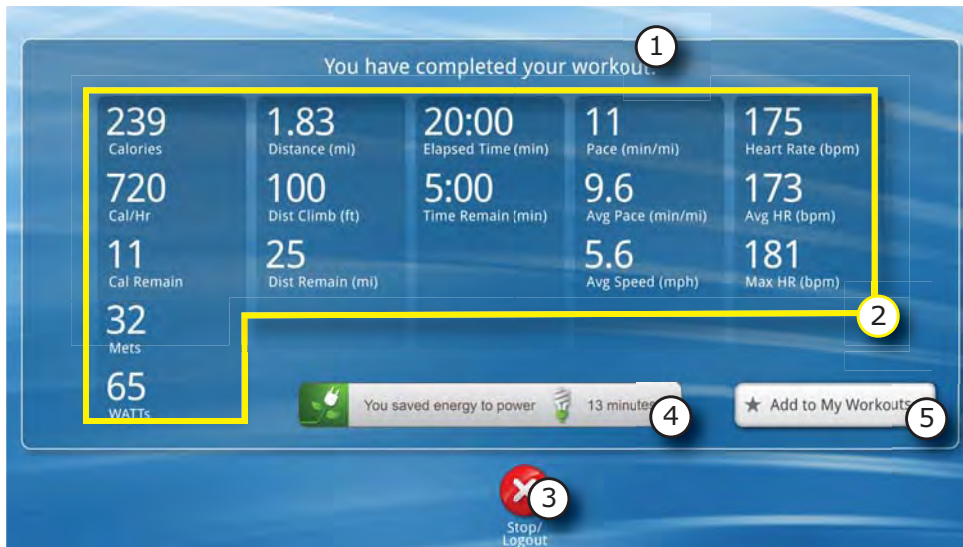 1
You have completed your workout.
239
Calories
1.83
Distance (mi)
20:00
Elapsed Time (min)
11
Pace (min/mi)
175
Heart Rate (bpm)
720
Cal/Hr
100
Dist Climb (ft)
5:00
Time Remain (min)
9.6
Avg Pace (min/mi)
173
Avg HR (bpm)
11
Cal Remain
25
Dist Remain (mi)
5.6
Avg Speed (mph)
181
Max HR (bpm)
32
Mets
2
65
WATTs
You saved energy to power 13 minutes
4
Add to My Workouts
5
3
Stop/
Logout